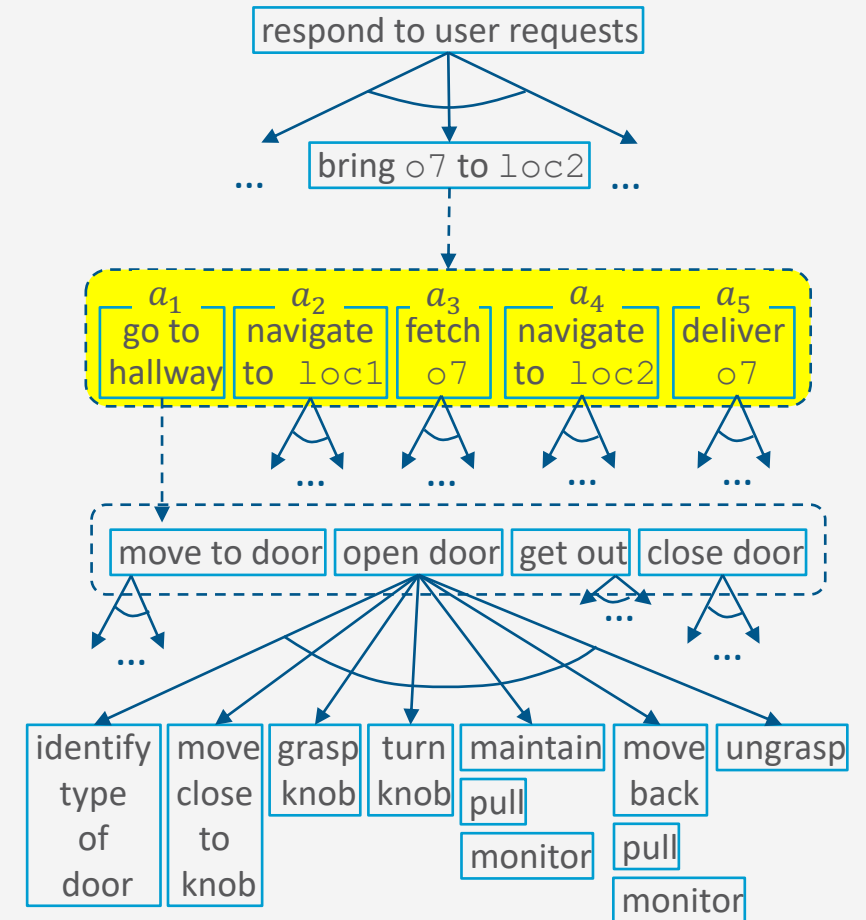 respond to user requests
... bring o7 to loc2 ...
a₁ a₂ a₃ a₄ a₅
go to navigate fetch navigate deliver
hallway to loc1 o7 to loc2 o7
... ... ... ...
move to door open door get out close door
... ... ...
identify move grasp turn maintain move ungrasp
type close knob knob pull back
of to monitor pull
door knob monitor